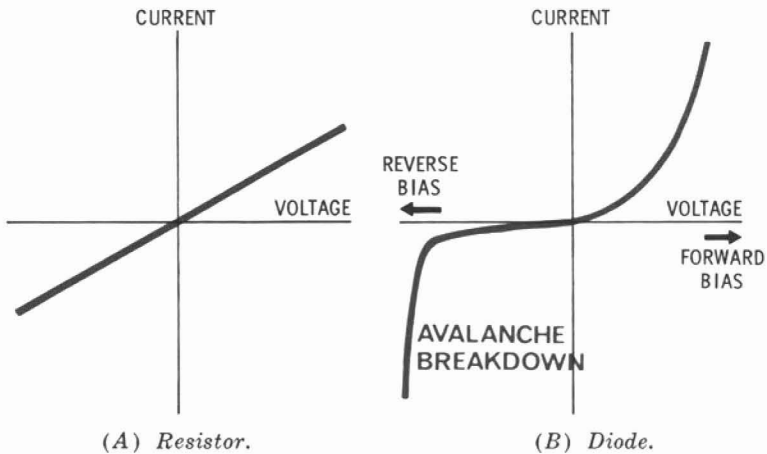 CURRENT
VOLTAGE
(A) Resistor.
CURRENT
REVERSE
BIAS
VOLTAGE
FORWARD
BIAS
AVALANCHE
BREAKDOWN
(B) Diode.